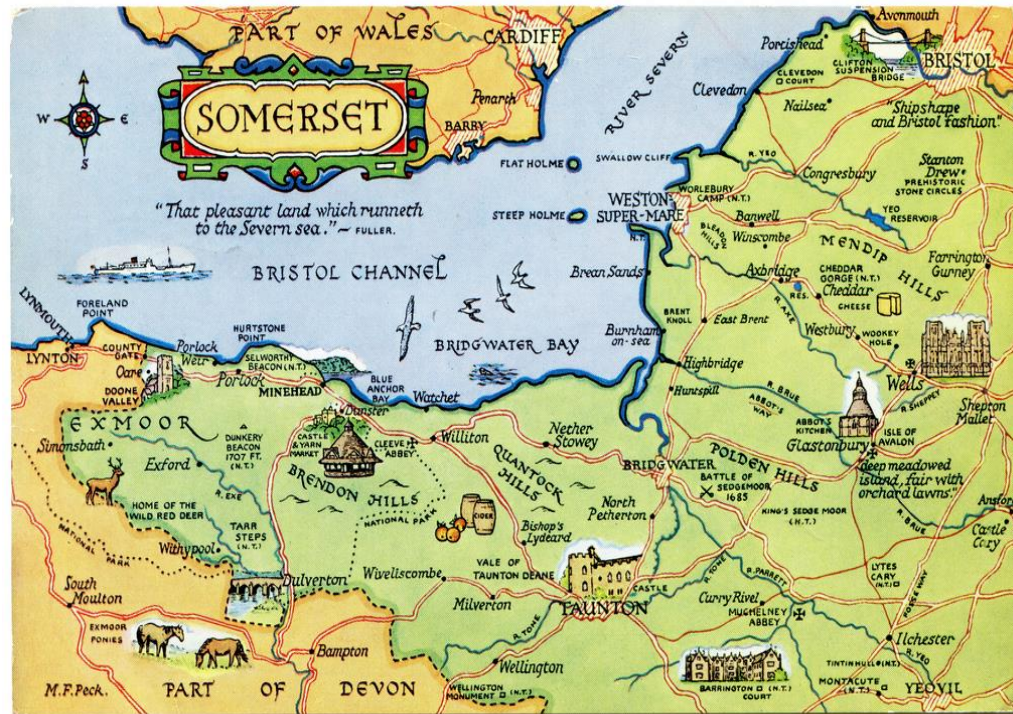 PART OF WALES
CARDIFF
Penarth
BARRY
W
E
S
SOMERSET
RIVER SEVERN
Avonmouth
Portishead
CLIFTON
SUSPENSION
BRIDGE
BRISTOL
CLEVEDON
COURT
Clevedon
Nailsea
"Shipshape
and Bristol Fashion."
FLAT HOLME
SWALLOW CLIFF
R. YEO
Congresbury
Stanton
Drew
PREHISTORIC
STONE CIRCLES
"That pleasant land which runneth
to the Severn sea." ~ FULLER.
STEEP HOLME
WESTON-
SUPER-MARE
WORLEBURY
CAMP (N.T.)
N.T.
BLEADON
HILLS
Banwell
Winscombe
YEO
RESERVOIR
MENDIP HILLS
Farrington
Gurney
BRISTOL CHANNEL
Brean Sands
Axbridge
RES.
CHEDDAR
GORGE (N.T.)
Cheddar
CHEESE
R. AXE
BRENT
KNOLL
East Brent
Westbury
WOOKEY
HOLE
LYNMOUTH
FORELAND
POINT
LYNTON
COUNTY
GATE
Oare
DOONE
VALLEY
Porlock
Weir
Porlock
HURTSTONE
POINT
SELWORTHY
BEACON (N.T.)
MINEHEAD
BRIDGWATER BAY
Burnham
on-sea
Highbridge
Huntspill
R. BRUE
ABBOT'S
WAY
ABBOT'S
KITCHEN
Wells
R. SHEPPEY
Shepton
Mallet
BLUE
ANCHOR
BAY
Watchet
Dunster
CASTLE
& YARN
MARKET
CLEEVE
ABBEY
Williton
Nether
Stowey
EXMOOR
Simonsbath
DUNKERY
BEACON
1707 FT.
(N.T.)
Exford
R. EXE
HOME OF THE
WILD RED DEER
TARR
STEPS
(N.T.)
Withypool
BRENDON HILLS
NATIONAL PARK
QUANTOCK
HILLS
CIDER
BRIDGWATER
POLDEN HILLS
BATTLE OF
SEDGEMOOR
1685
Glastonbury
ISLE OF
AVALON
"deep meadowed
island, fair with
orchard lawns."
North
Petherton
KING'S SEDGE MOOR
(N.T.)
R. BRUE
Castle
Cary
Bishop's
Lydeard
NATIONAL
PARK
Dulverton
Wiveliscombe
VALE OF
TAUNTON DEANE
CASTLE
TAUNTON
R. TONE
R. PARRETT
LYTES
CARY
(N.T.)
FOSSE WAY
South
Moulton
EXMOOR
PONIES
Milverton
R. TONE
Curry Rivel
MUCHELNEY
ABBEY
Ilchester
R. YEO
Bampton
Wellington
TINTINHULL (N.T.)
M.F. Peck.
PART OF DEVON
WELLINGTON
MONUMENT (N.T.)
BARRINGTON (N.T.)
COURT
MONTACUTE
(N.T.)
YEOVIL